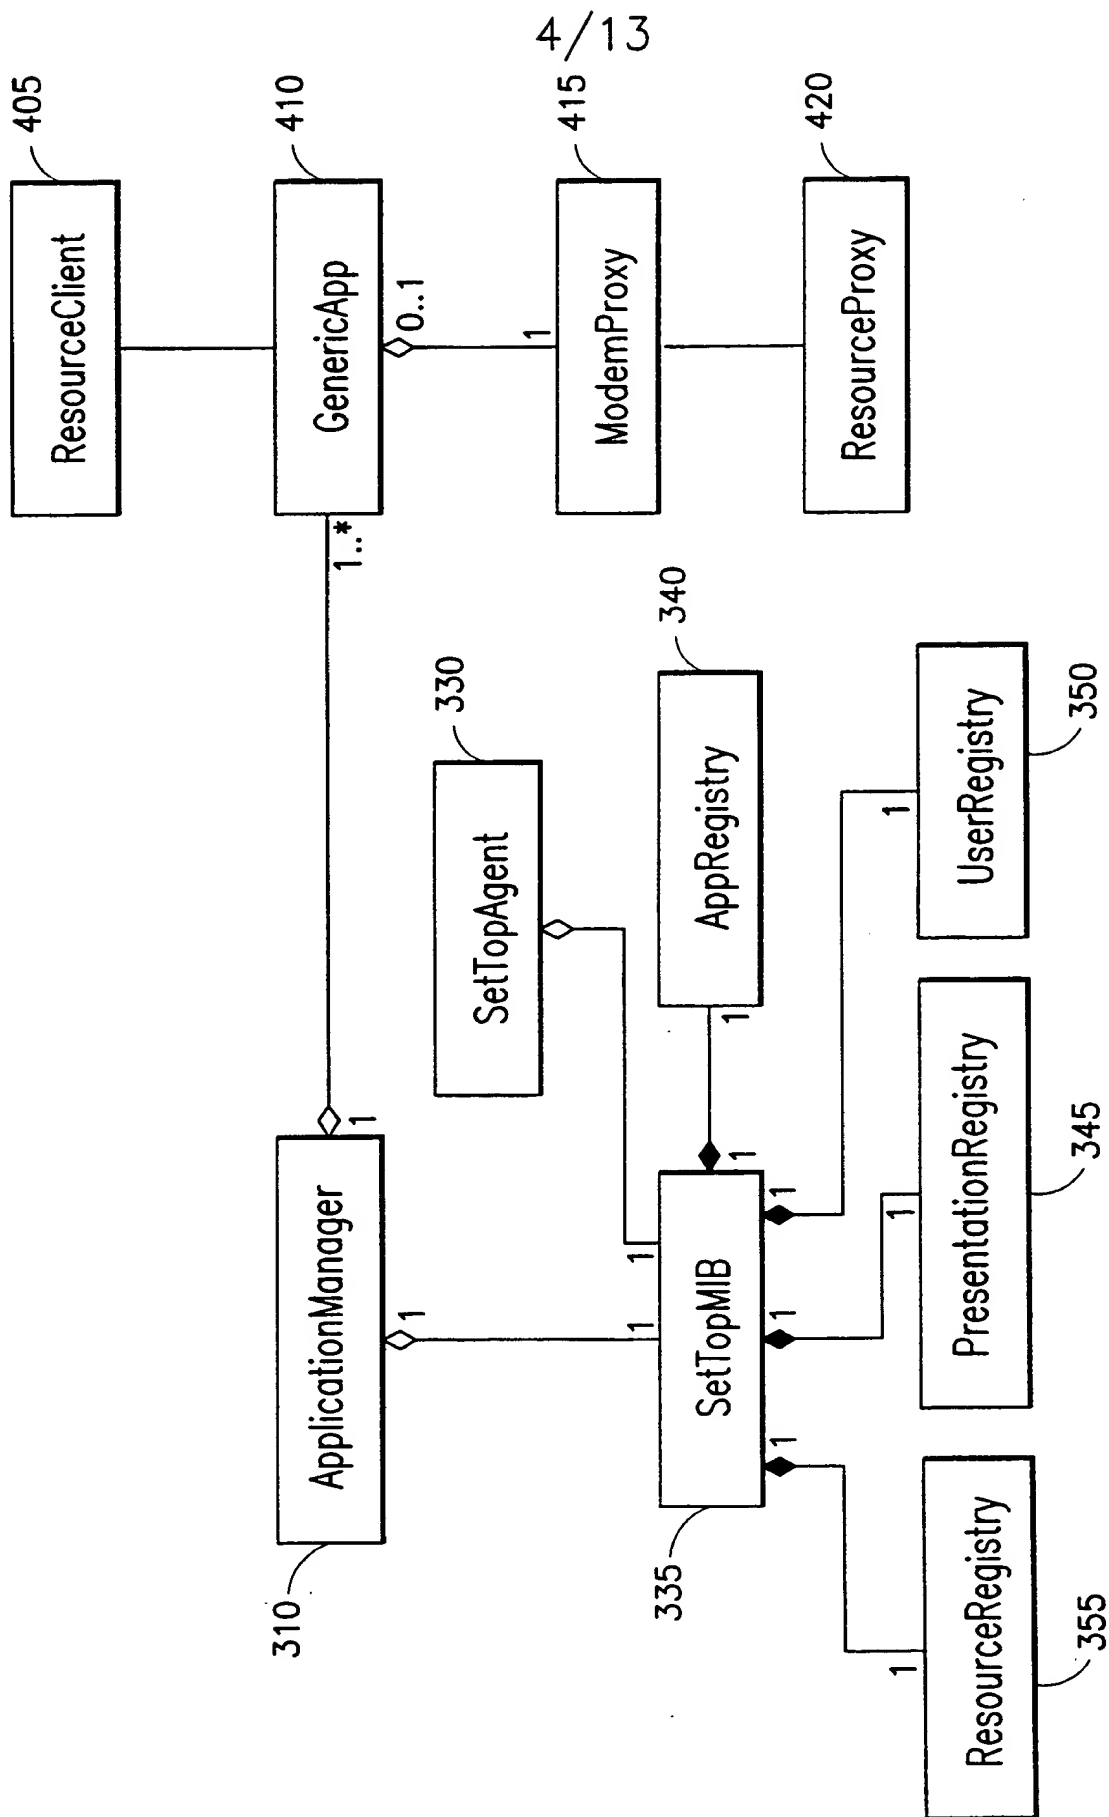 4/13
405
ResourceClient
410
GenericApp
0..1
1..*
1
415
ModemProxy
420
ResourceProxy
310
ApplicationManager
1
1
330
SetTopAgent
1
1
335
SetTopMIB
1
1
1
1
340
AppRegistry
1
350
UserRegistry
1
345
PresentationRegistry
1
355
ResourceRegistry
1